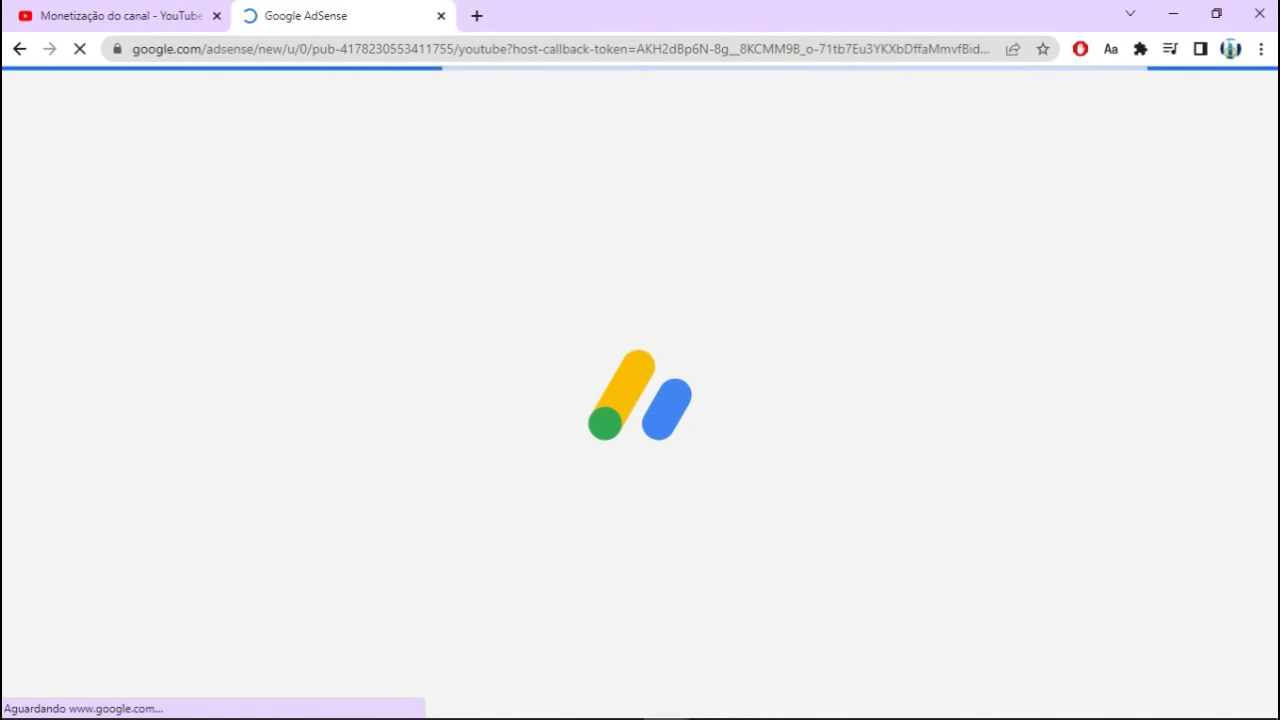 Monetização do canal - YouTube
Google AdSense
google.com/adsense/new/u/0/pub-4178230553411755/youtube?host-callback-token=AKH2dBp6N-8g__8KCMM9B_o-71tb7Eu3YKXbDffaMmvfBid...
Aa
Aguardando www.google.com...